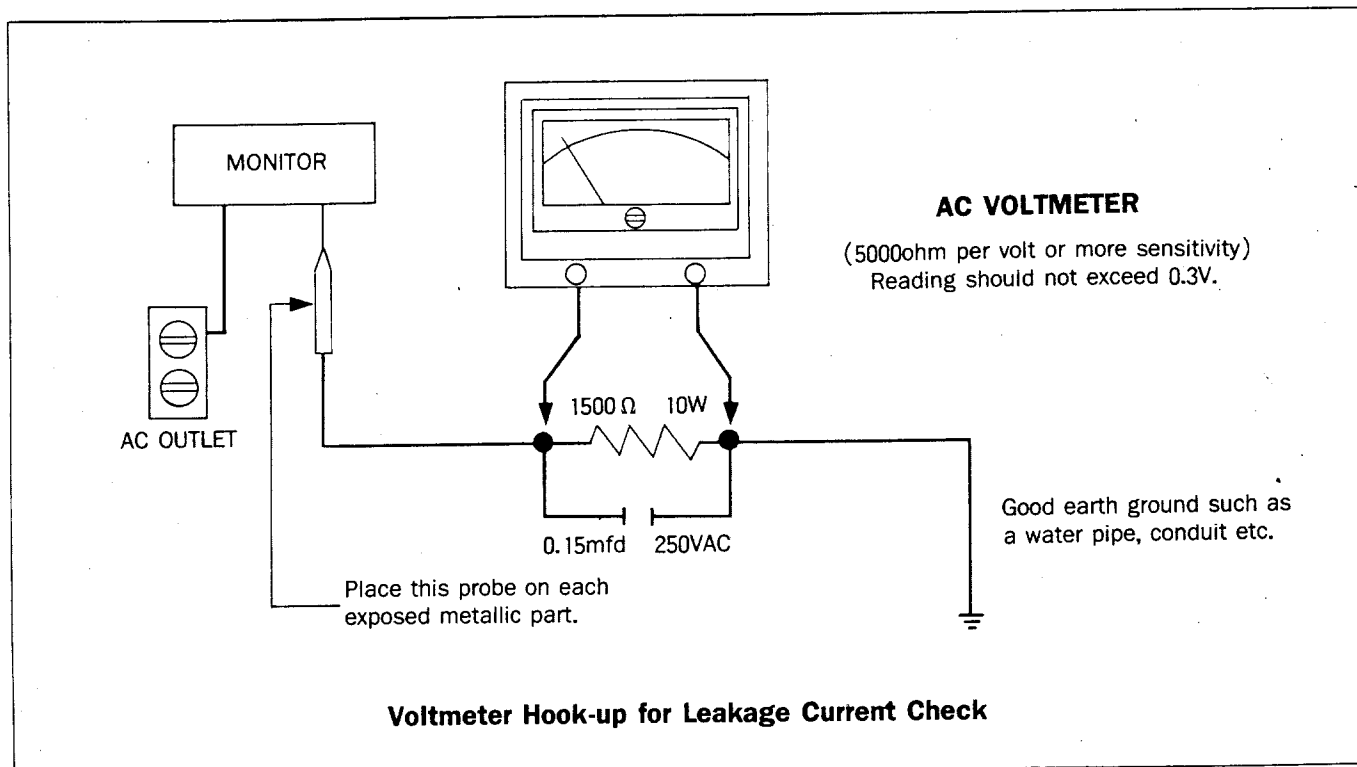 MONITOR
AC VOLTMETER
(5000ohm per volt or more sensitivity)
Reading should not exceed 0.3V.
AC OUTLET
1500 Ω 10W
0.15mfd 250VAC
Good earth ground such as
a water pipe, conduit etc.
Place this probe on each
exposed metallic part.
Voltmeter Hook-up for Leakage Current Check